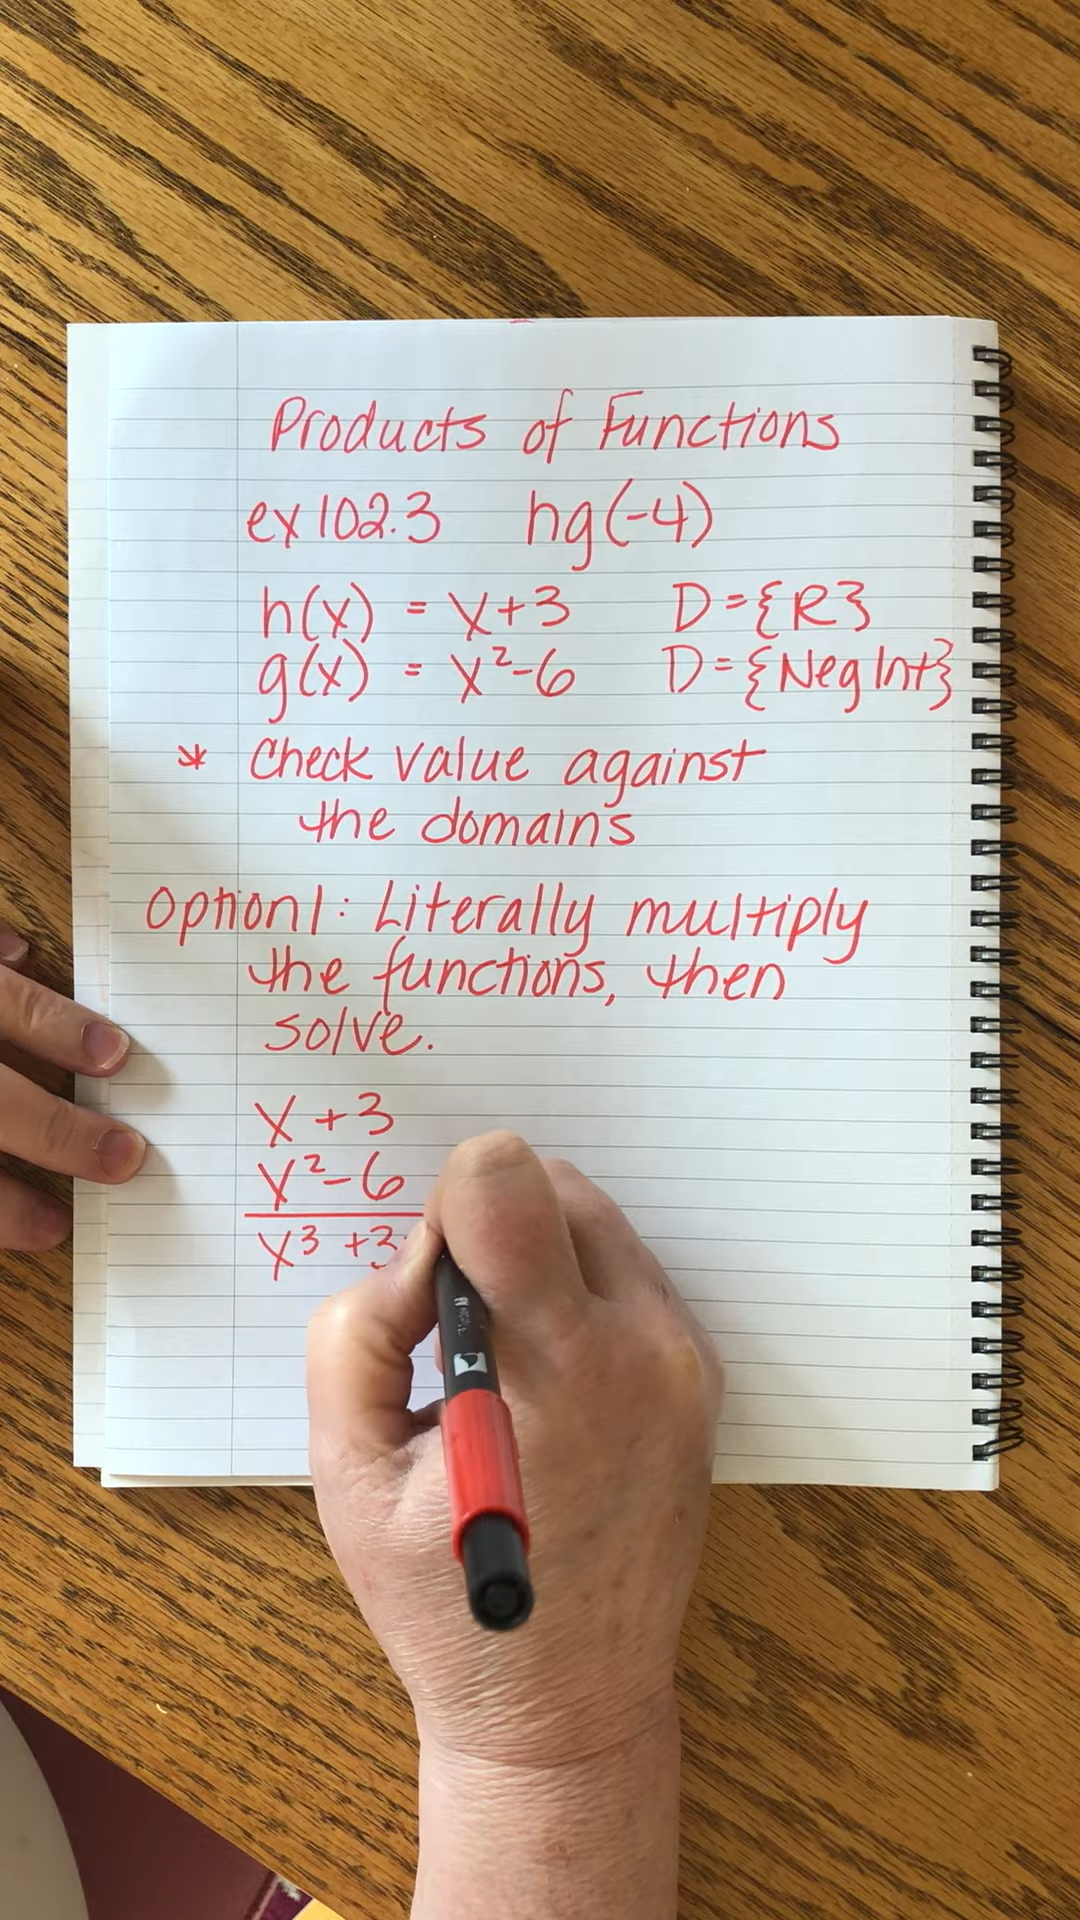 Products of Functions
ex 102.3 hg(-4)
h(x) = x+3 D={R}
g(x) = x²-6 D={Neg Int}
* Check value against
the domains
Option 1: Literally multiply
the functions, then
solve.
x + 3
x² - 6
x³ + 3